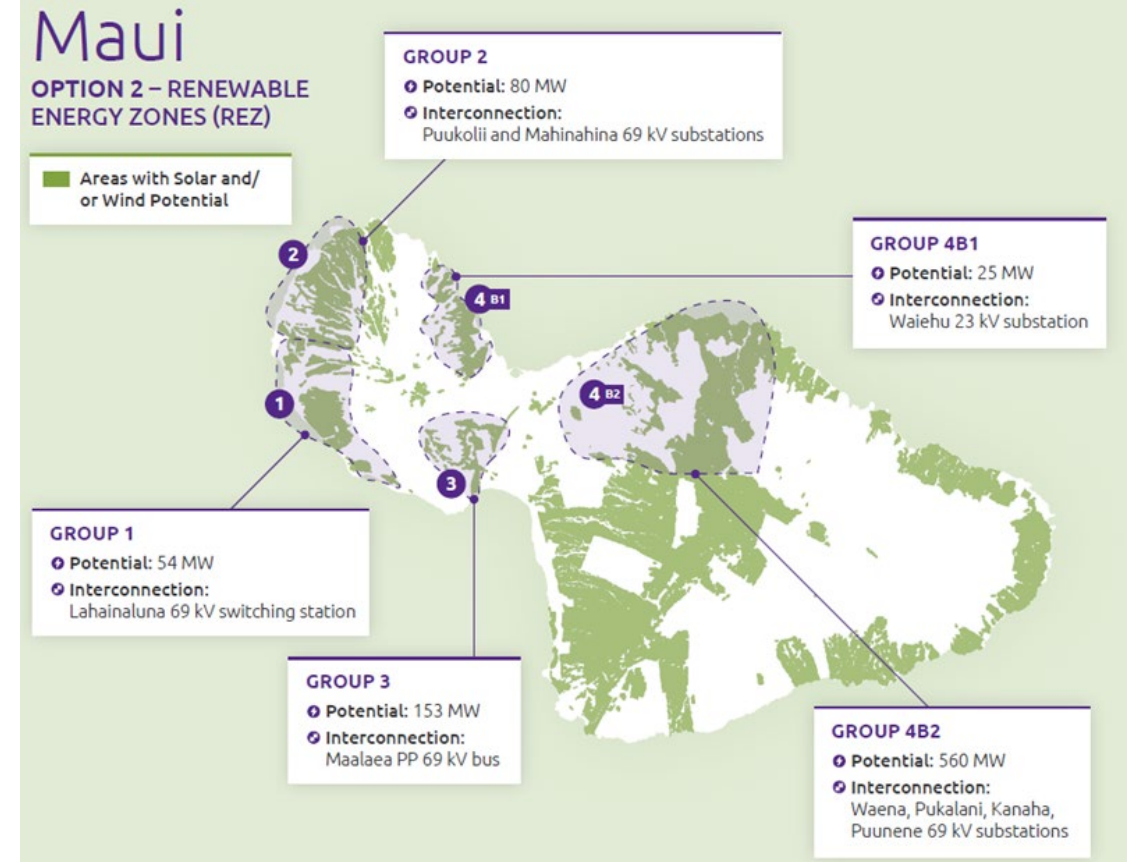 Maui
OPTION 2 – RENEWABLE
ENERGY ZONES (REZ)
Areas with Solar and/
or Wind Potential
GROUP 2
Potential: 80 MW
Interconnection:
Puukolii and Mahinahina 69 kV substations
GROUP 4B1
Potential: 25 MW
Interconnection:
Waiehu 23 kV substation
2
4 B1
4 B2
1
3
GROUP 1
Potential: 54 MW
Interconnection:
Lahainaluna 69 kV switching station
GROUP 3
Potential: 153 MW
Interconnection:
Maalaea PP 69 kV bus
GROUP 4B2
Potential: 560 MW
Interconnection:
Waena, Pukalani, Kanaha,
Puunene 69 kV substations